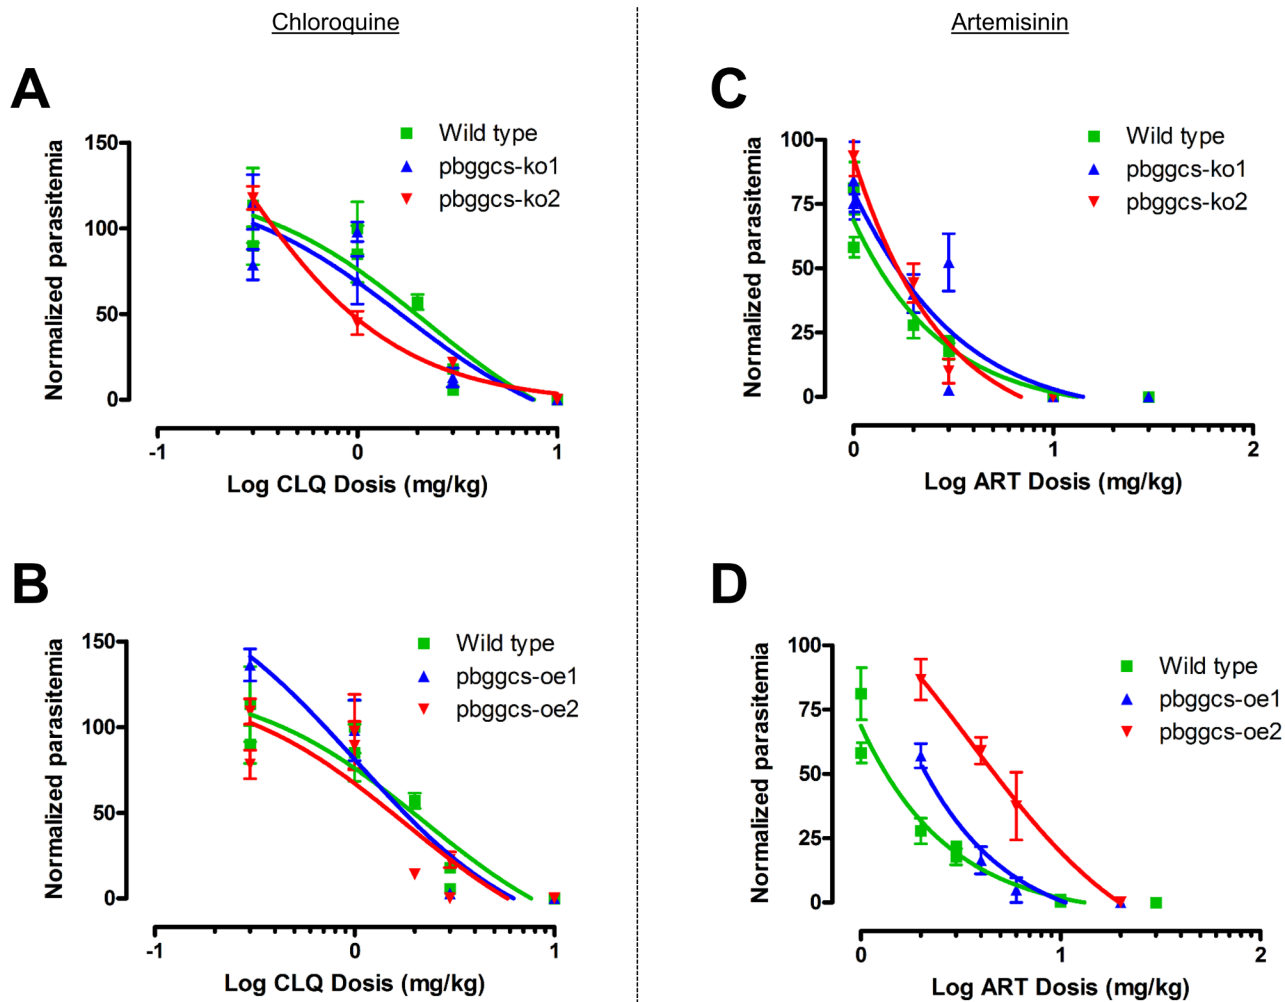 Chloroquine
Artemisinin
A
Normalized parasitemia
150
100
50
0
Wild type
pbggcs-ko1
pbggcs-ko2
-1
0
1
Log CLQ Dosis (mg/kg)
C
Normalized parasitemia
100
75
50
25
0
Wild type
pbggcs-ko1
pbggcs-ko2
0
1
2
Log ART Dosis (mg/kg)
B
Normalized parasitemia
150
100
50
0
Wild type
pbggcs-oe1
pbggcs-oe2
-1
0
1
Log CLQ Dosis (mg/kg)
D
Normalized parasitemia
100
75
50
25
0
Wild type
pbggcs-oe1
pbggcs-oe2
0
1
2
Log ART Dosis (mg/kg)